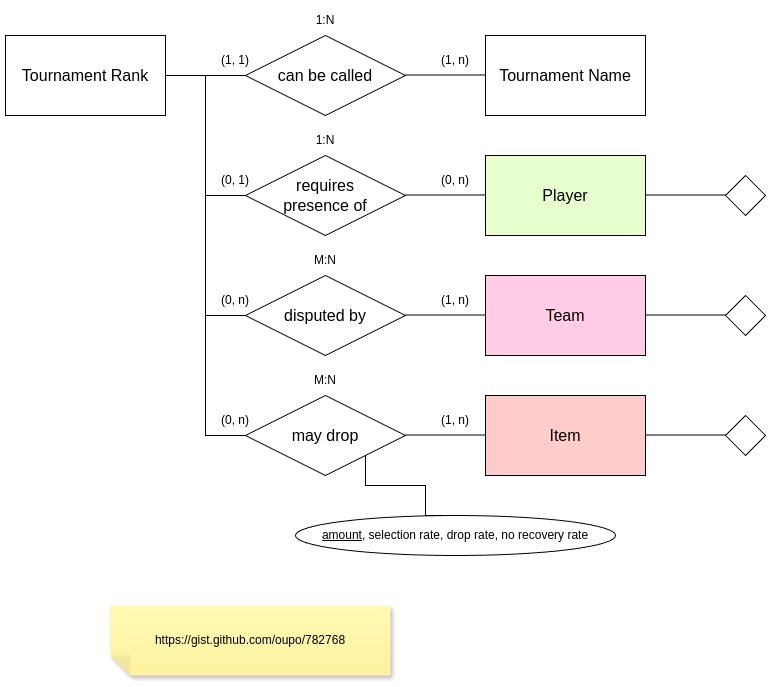 1:N
Tournament Rank
(1, 1)
can be called
(1, n)
Tournament Name
1:N
(0, 1)
requires
presence of
(0, n)
Player
M:N
(0, n)
disputed by
(1, n)
Team
M:N
(0, n)
may drop
(1, n)
Item
amount, selection rate, drop rate, no recovery rate
https://gist.github.com/oupo/782768